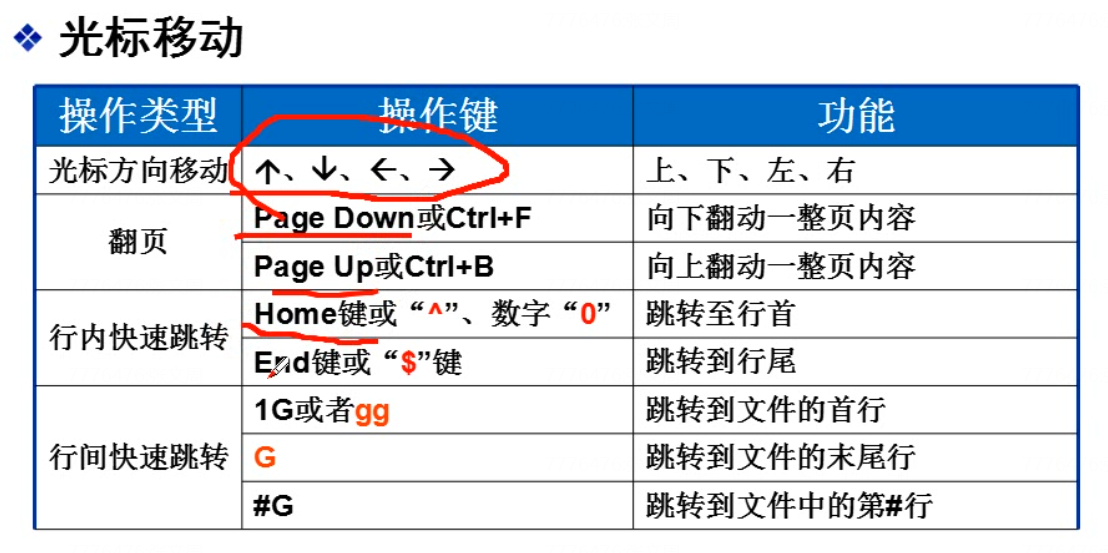 光标移动
操作类型 操作键 功能
光标方向移动 ↑、↓、←、→ 上、下、左、右
翻页 Page Down或Ctrl+F 向下翻动一整页内容
Page Up或Ctrl+B 向上翻动一整页内容
行内快速跳转 Home键或“^”、数字“0” 跳转至行首
End键或“$”键 跳转到行尾
行间快速跳转 1G或者gg 跳转到文件的首行
G 跳转到文件的末尾行
#G 跳转到文件中的第#行